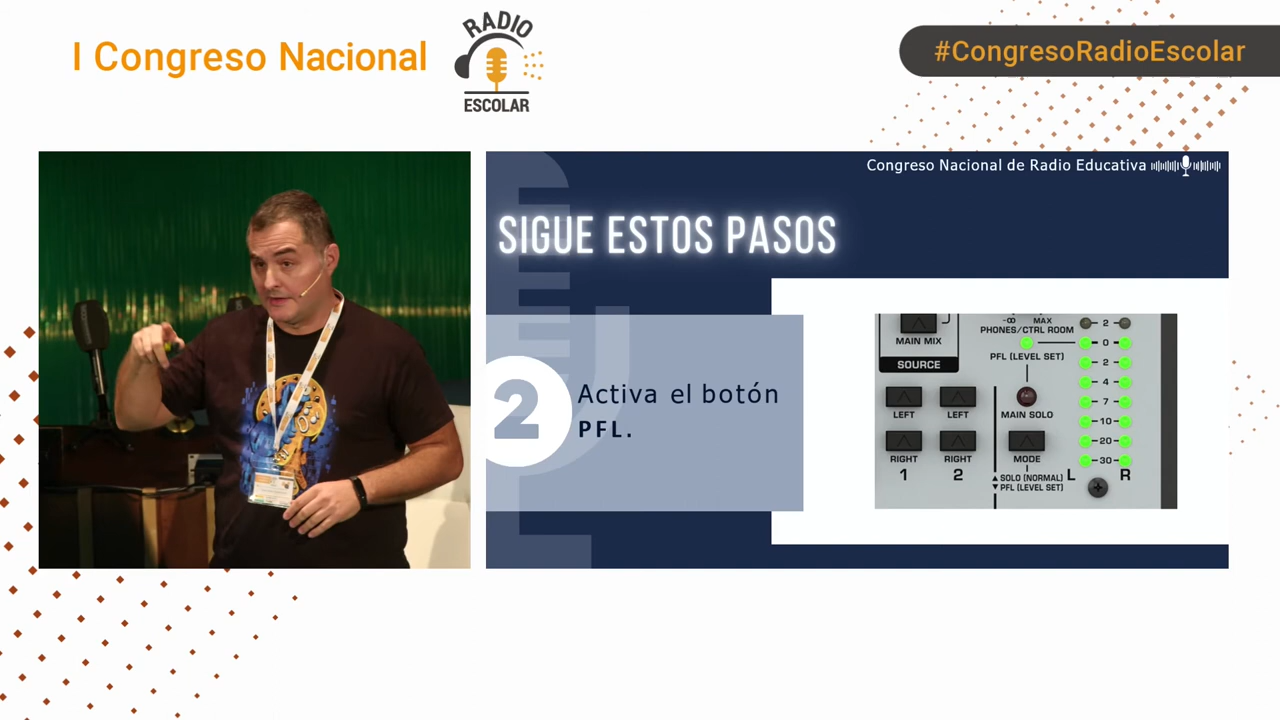 I Congreso Nacional
RADIO
ESCOLAR
#CongresoRadioEscolar
Congreso Nacional de Radio Educativa
SIGUE ESTOS PASOS
2
Activa el botón
PFL.
-∞ MAX
PHONES/CTRL ROOM
MAIN MIX
SOURCE
PFL (LEVEL SET)
2
0
2
4
7
10
20
30
LEFT LEFT
MAIN SOLO
RIGHT RIGHT
MODE
1 2
SOLO (NORMAL)
PFL (LEVEL SET)
L R